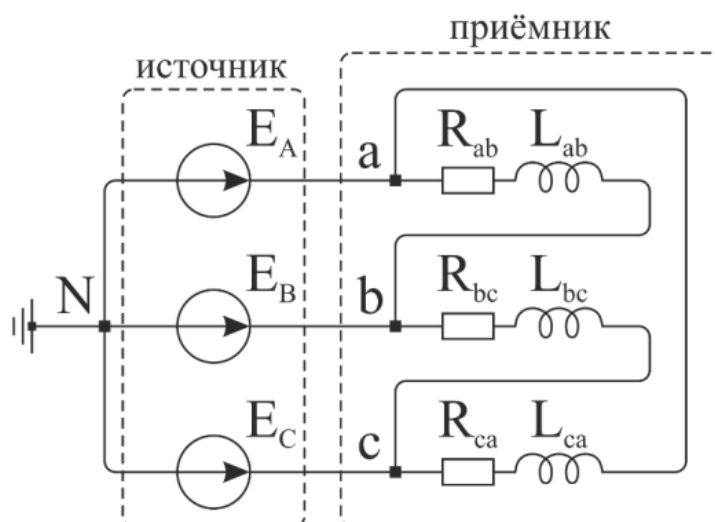 приёмник
источник
E_A
a
R_ab L_ab
N
E_B
b
R_bc L_bc
E_C
c
R_ca L_ca